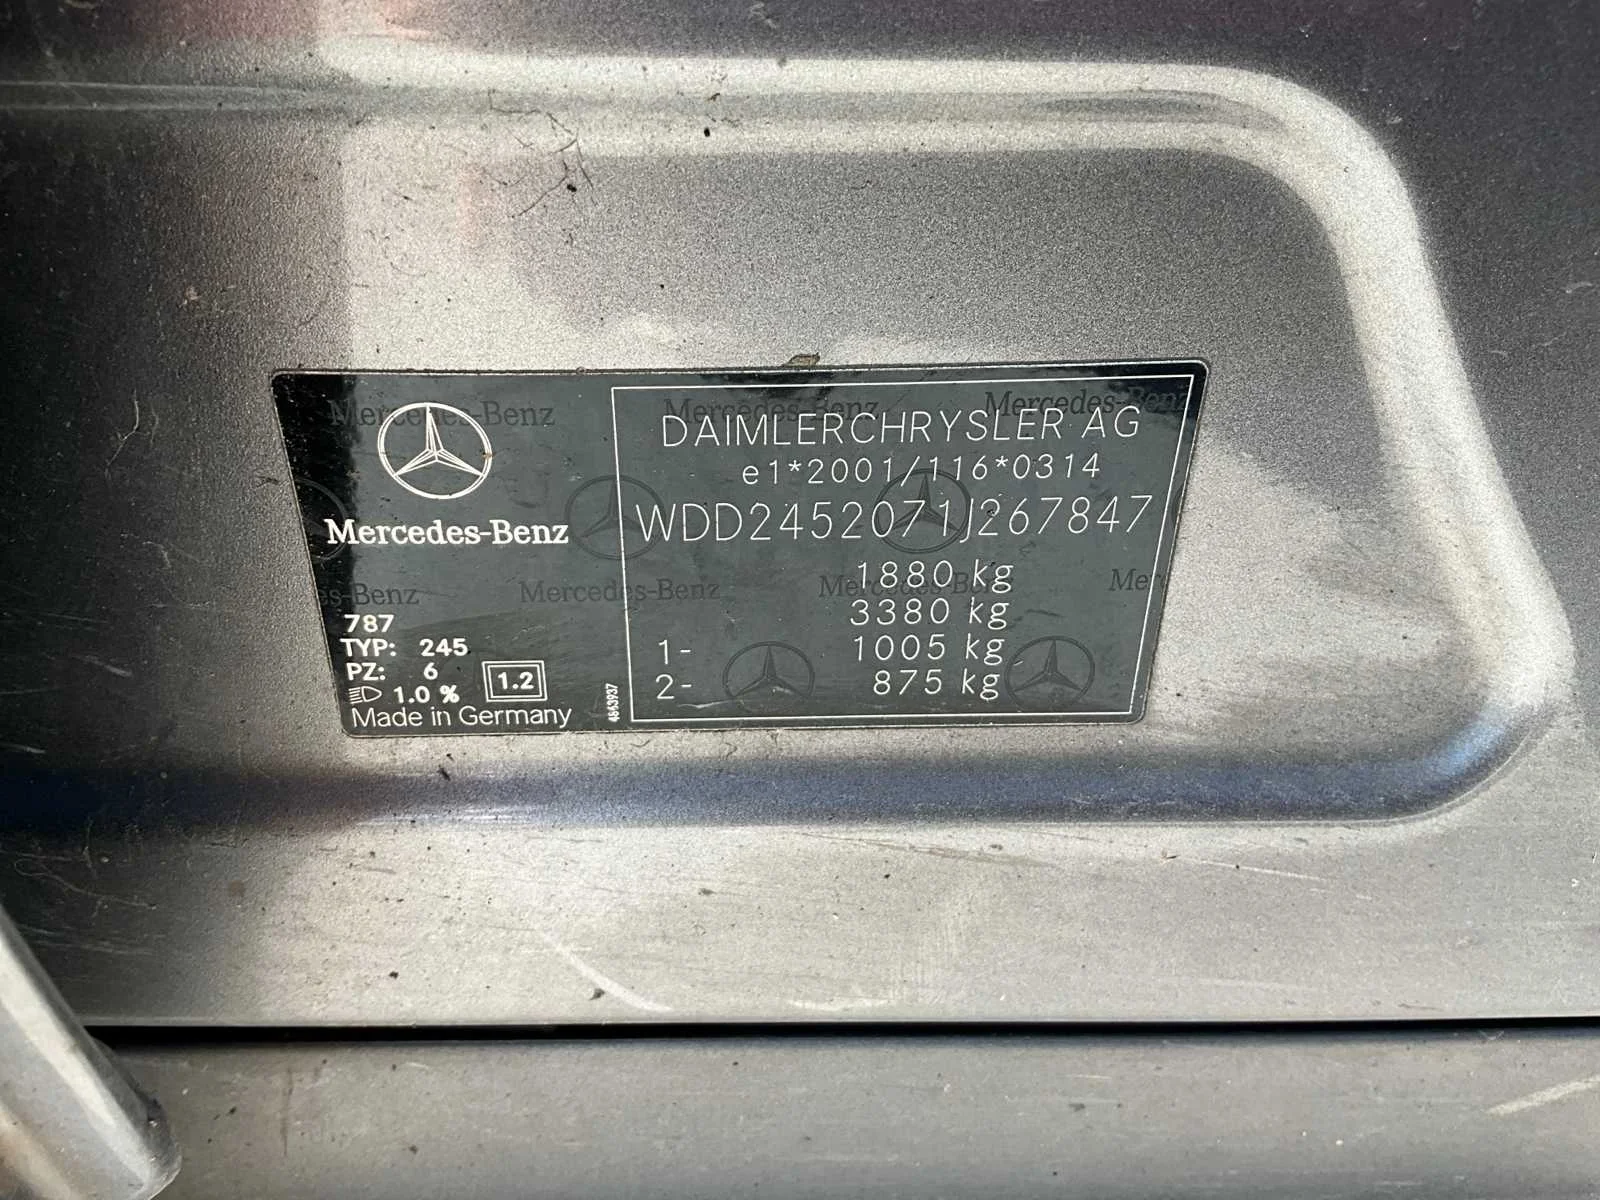 Mercedes-Benz
787
TYP: 245
PZ: 6
1.0 %
1.2
Made in Germany
4643937
DAIMLERCHRYSLER AG
e1*2001/116*0314
WDD2452071J267847
1880 kg
3380 kg
1- 1005 kg
2- 875 kg